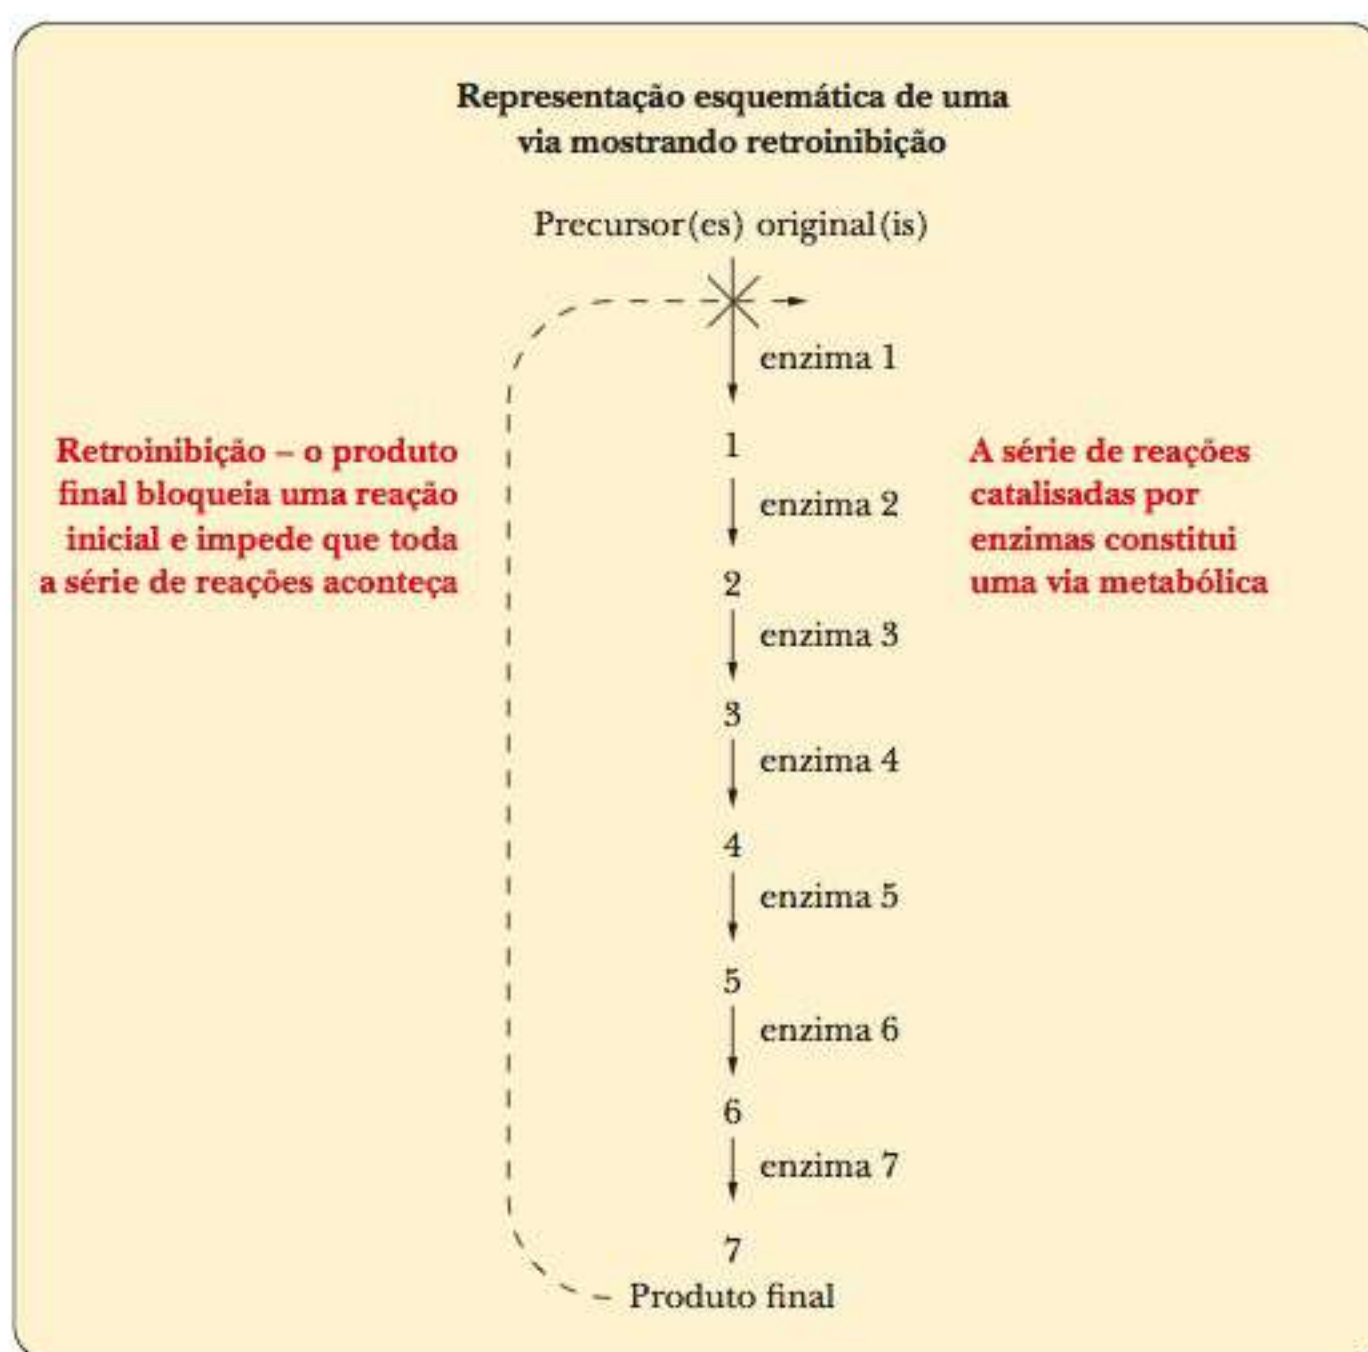 Representação esquemática de uma
via mostrando retroinibição
Precursor(es) original(is)
enzima 1
Retroinibição – o produto
final bloqueia uma reação
inicial e impede que toda
a série de reações aconteça
1
enzima 2
2
A série de reações
catalisadas por
enzimas constitui
uma via metabólica
enzima 3
3
enzima 4
4
enzima 5
5
enzima 6
6
enzima 7
7
Produto final